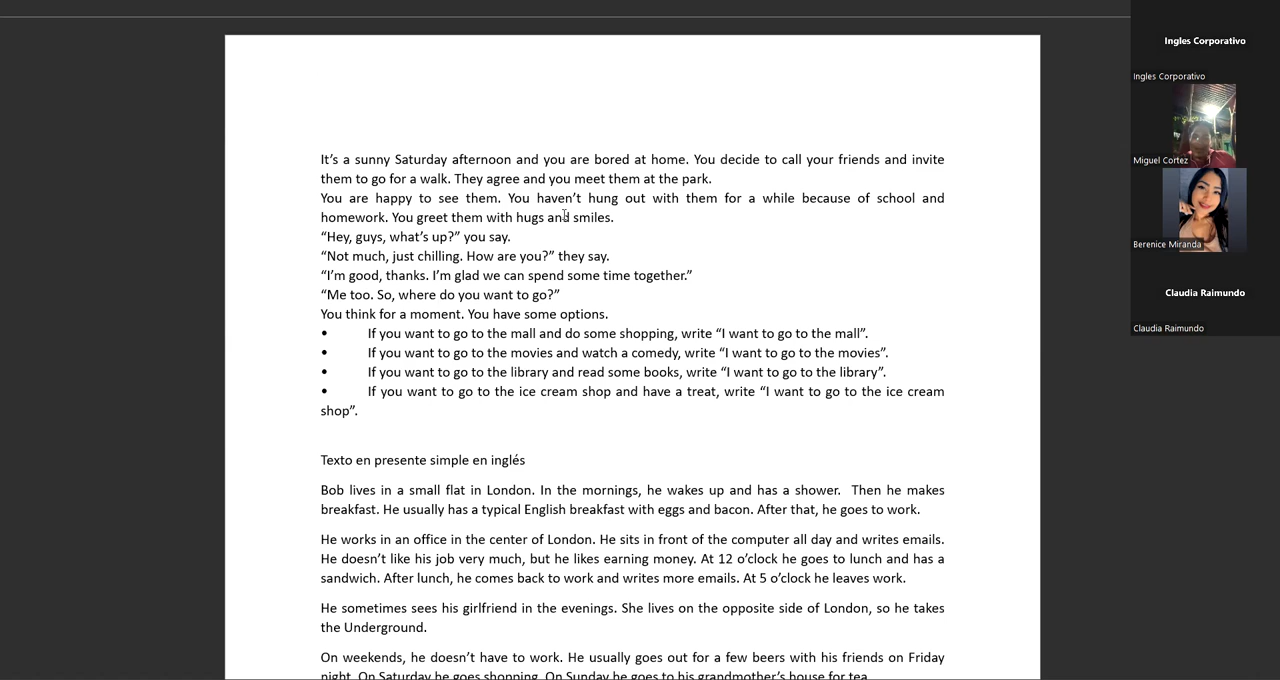 Ingles Corporativo
Ingles Corporativo
Miguel Cortez
Berenice Miranda
Claudia Raimundo
Claudia Raimundo
It’s a sunny Saturday afternoon and you are bored at home. You decide to call your friends and invite
them to go for a walk. They agree and you meet them at the park.
You are happy to see them. You haven’t hung out with them for a while because of school and
homework. You greet them with hugs and smiles.
“Hey, guys, what’s up?” you say.
“Not much, just chilling. How are you?” they say.
“I’m good, thanks. I’m glad we can spend some time together.”
“Me too. So, where do you want to go?”
You think for a moment. You have some options.
• If you want to go to the mall and do some shopping, write “I want to go to the mall”.
• If you want to go to the movies and watch a comedy, write “I want to go to the movies”.
• If you want to go to the library and read some books, write “I want to go to the library”.
• If you want to go to the ice cream shop and have a treat, write “I want to go to the ice cream
shop”.
Texto en presente simple en inglés
Bob lives in a small flat in London. In the mornings, he wakes up and has a shower.  Then he makes
breakfast. He usually has a typical English breakfast with eggs and bacon. After that, he goes to work.
He works in an office in the center of London. He sits in front of the computer all day and writes emails.
He doesn’t like his job very much, but he likes earning money. At 12 o’clock he goes to lunch and has a
sandwich. After lunch, he comes back to work and writes more emails. At 5 o’clock he leaves work.
He sometimes sees his girlfriend in the evenings. She lives on the opposite side of London, so he takes
the Underground.
On weekends, he doesn’t have to work. He usually goes out for a few beers with his friends on Friday
night. On Saturday he goes shopping. On Sunday he goes to his grandmother’s house for tea.